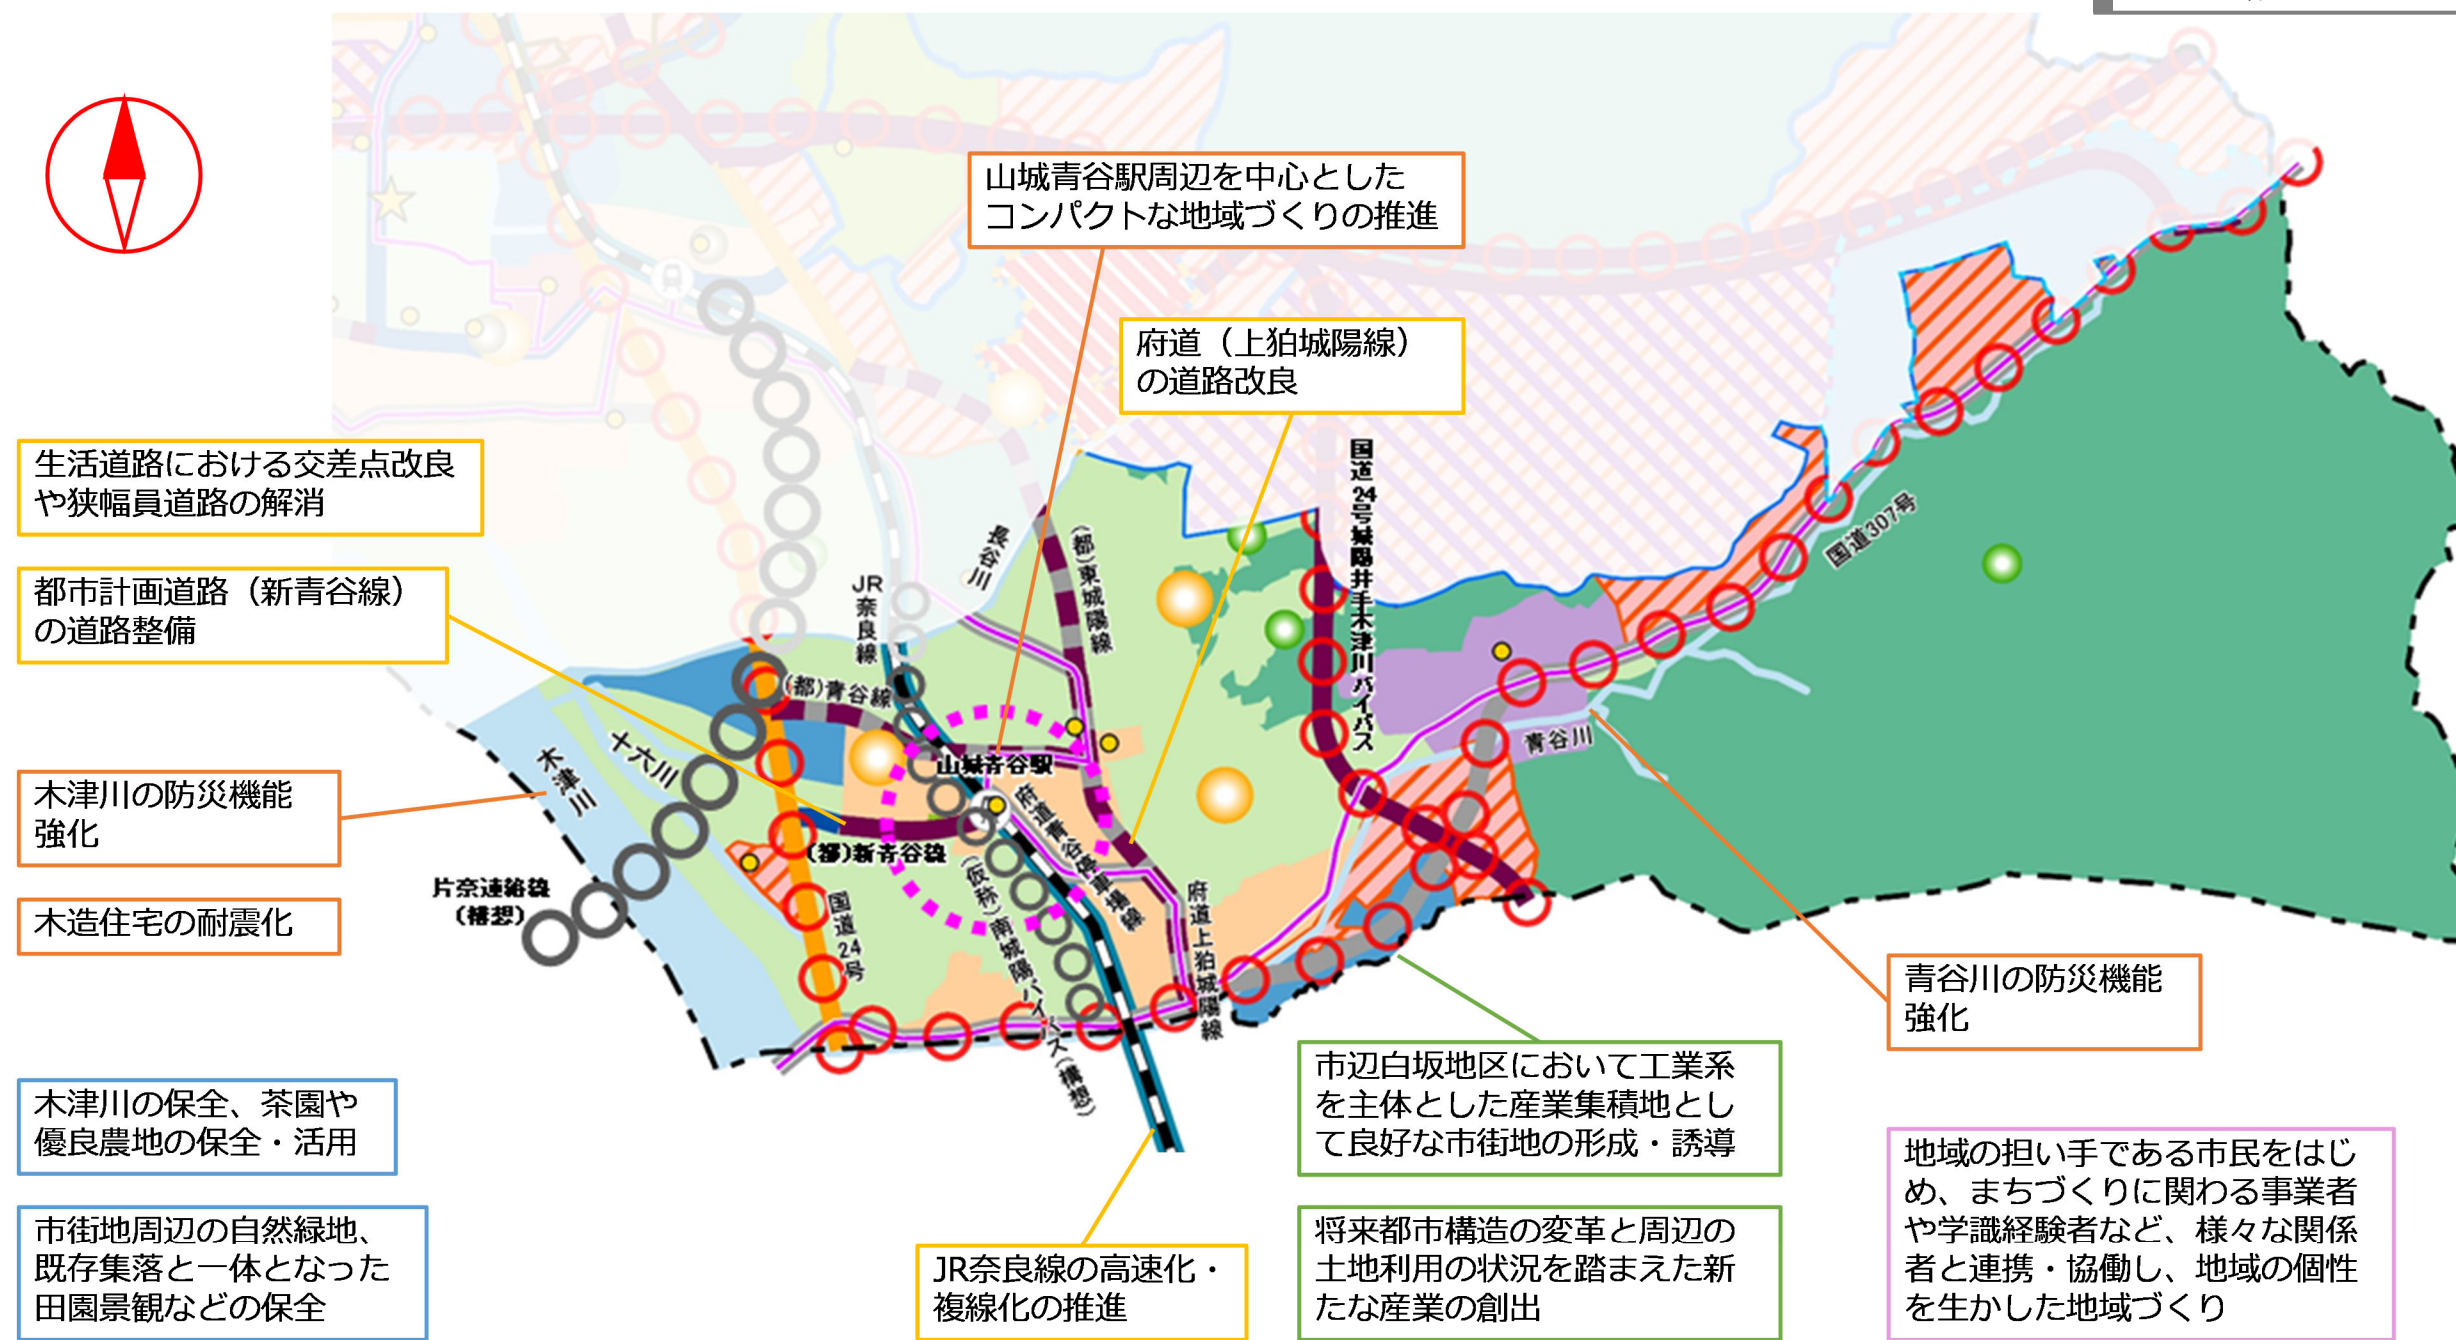 山城青谷駅周辺を中心とした
コンパクトな地域づくりの推進
府道（上狛城陽線）
の道路改良
生活道路における交差点改良
や狭幅員道路の解消
都市計画道路（新青谷線）
の道路整備
木津川の防災機能
強化
木造住宅の耐震化
木津川の保全、茶園や
優良農地の保全・活用
市街地周辺の自然緑地、
既存集落と一体となった
田園景観などの保全
JR奈良線の高速化・
複線化の推進
市辺白坂地区において工業系
を主体とした産業集積地とし
て良好な市街地の形成・誘導
将来都市構造の変革と周辺の
土地利用の状況を踏まえた新
たな産業の創出
青谷川の防災機能
強化
地域の担い手である市民をはじ
め、まちづくりに関わる事業者
や学識経験者など、様々な関係
者と連携・協働し、地域の個性
を生かした地域づくり
国道24号城陽井手木津川バイパス
国道307号
長谷川
(都)東城陽線
JR奈良線
(都)青谷線
山城青谷駅
十六川
木津川
(都)新青谷線
府道青谷停車場線
片奈連絡線
(構想)
国道24号
(仮称)南城陽バイパス(構想)
府道上狛城陽線
青谷川